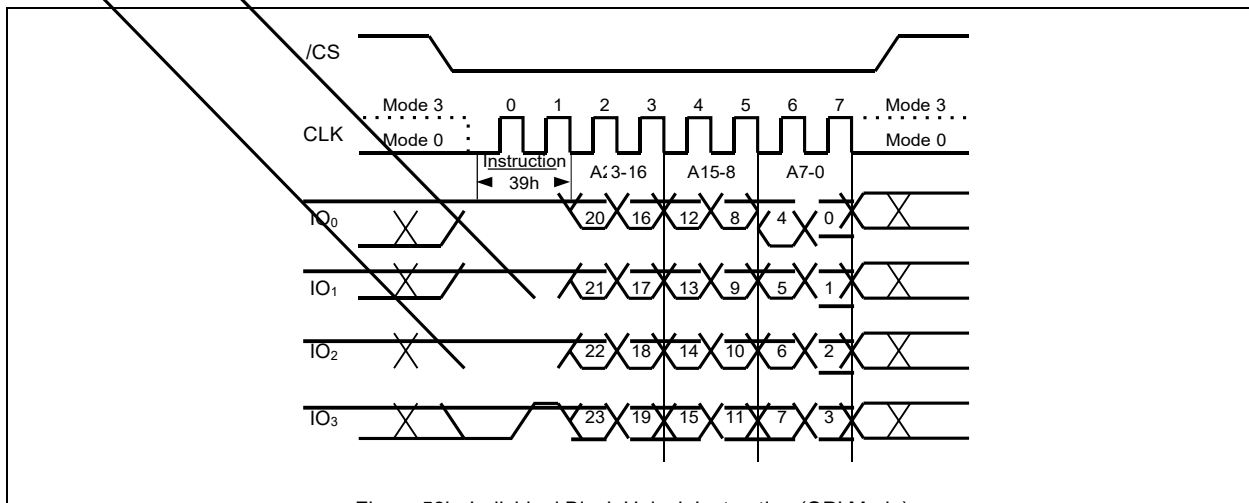 /CS
Mode 3 0 1 2 3 4 5 6 7 Mode 3
CLK
Mode 0 Mode 0
Instruction A23-16 A15-8 A7-0
39h
IO0 20 16 12 8 4 0
IO1 21 17 13 9 5 1
IO2 22 18 14 10 6 2
IO3 23 19 15 11 7 3